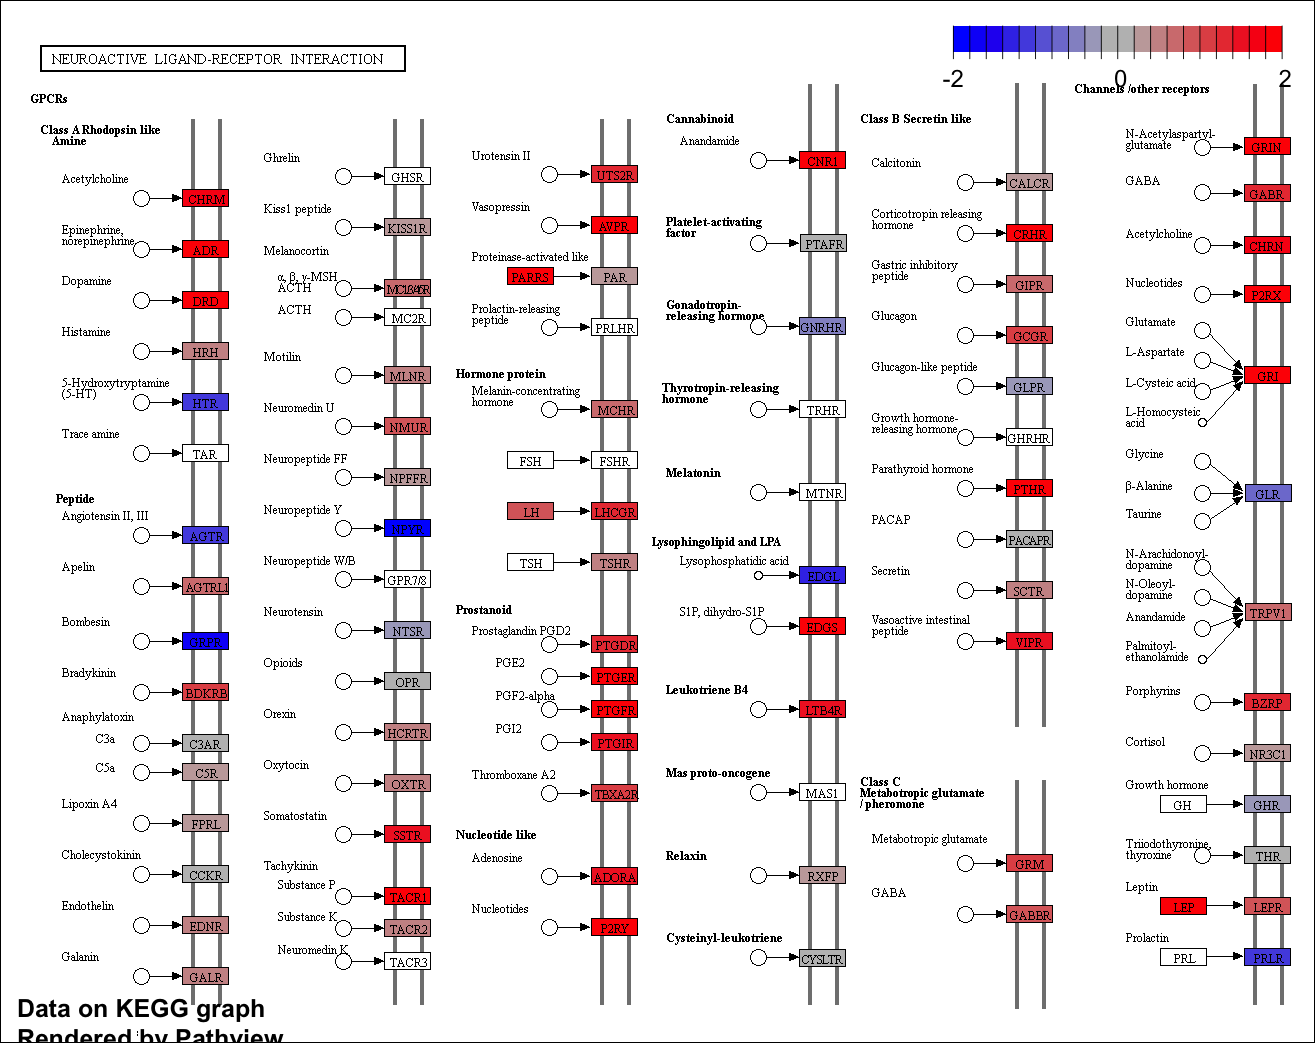 NEUROACTIVE LIGAND-RECEPTOR INTERACTION
-2
0
2
GPCRs
Class A Rhodopsin like
Amine
Acetylcholine
CHRM
Epinephrine,
norepinephrine
ADR
Dopamine
DRD
Histamine
HRH
5-Hydroxytryptamine
(5-HT)
HTR
Trace amine
TAR
Peptide
Angiotensin II, III
AGTR
Apelin
AGTRL1
Bombesin
GRPR
Bradykinin
BDKRB
Anaphylatoxin
C3a
C3AR
C5a
C5R
Lipoxin A4
FPRL
Cholecystokinin
CCKR
Endothelin
EDNR
Galanin
GALR
Ghrelin
GHSR
Kiss1 peptide
KISS1R
Melanocortin
α, β, γ-MSH
ACTH
ACTH
MC2R
Motilin
MLNR
Neuromedin U
NMUR
Neuropeptide FF
NPFFR
Neuropeptide Y
Neuropeptide W/B
GPR7/8
Neurotensin
NTSR
Opioids
OPR
Orexin
HCRTR
Oxytocin
OXTR
Somatostatin
SSTR
Tachykinin
Substance P
TACR1
Substance K
TACR2
Neuromedin K
TACR3
Urotensin II
UTS2R
Vasopressin
AVPR
Proteinase-activated like
PARRS
PAR
Prolactin-releasing
peptide
PRLHR
Hormone protein
Melanin-concentrating
hormone
MCHR
FSH
FSHR
LH
LHCGR
TSH
TSHR
Prostanoid
Prostaglandin PGD2
PTGDR
PGE2
PTGER
PGF2-alpha
PTGFR
PGI2
PTGIR
Thromboxane A2
TBXA2R
Nucleotide like
Adenosine
ADORA
Nucleotides
P2RY
Cannabinoid
Anandamide
CNR1
Platelet-activating
factor
PTAFR
Gonadotropin-
releasing hormone
GNRHR
Thyrotropin-releasing
hormone
TRHR
Melatonin
MTNR
Lysophingolipid and LPA
Lysophosphatidic acid
EDGL
S1P, dihydro-S1P
EDGS
Leukotriene B4
LTB4R
Mas proto-oncogene
MAS1
Relaxin
RXFP
Cysteinyl-leukotriene
CYSLTR
Class B Secretin like
Calcitonin
CALCR
Corticotropin releasing
hormone
CRHR
Gastric inhibitory
peptide
GIPR
Glucagon
GCGR
Glucagon-like peptide
GLPR
Growth hormone-
releasing hormone
GHRHR
Parathyroid hormone
PTHR
PACAP
PACAPR
Secretin
SCTR
Vasoactive intestinal
peptide
VIPR
Class C
Metabotropic glutamate
/ pheromone
Metabotropic glutamate
GRM
GABA
GABBR
Channels /other receptors
N-Acetylaspartyl-
glutamate
GRIN
GABA
GABR
Acetylcholine
CHRN
Nucleotides
P2RX
Glutamate
L-Aspartate
GRI
L-Cysteic acid
L-Homocysteic
acid
Glycine
β-Alanine
GLR
Taurine
N-Arachidonoyl-
dopamine
N-Oleoyl-
dopamine
TRPV1
Anandamide
Palmitoyl-
ethanolamide
Porphyrins
BZRP
Cortisol
NR3C1
Growth hormone
GH
GHR
Triiodothyronine,
thyroxine
THR
Leptin
LEP
LEPR
Prolactin
PRL
PRLR
Data on KEGG graph
Rendered by Pathview